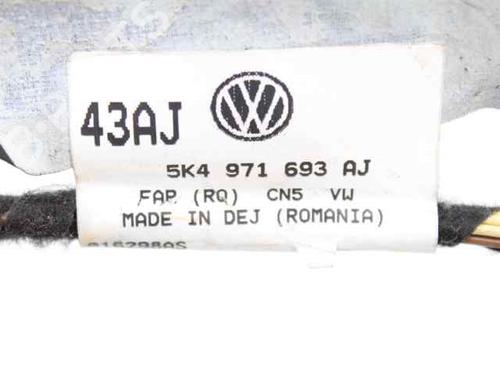 43AJ
5K4 971 693 AJ
FAP (RQ) CN5 VW
MADE IN DEJ (ROMANIA)